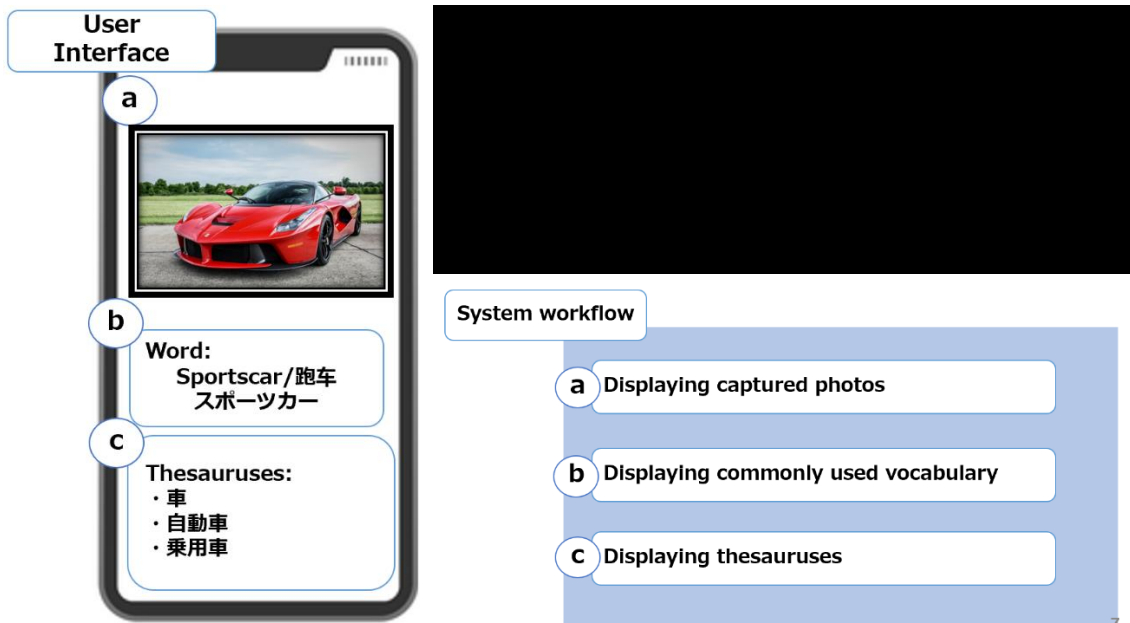 User
Interface
a
b
Word:
Sportscar/跑车
スポーツカー
c
Thesauruses:
・車
・自動車
・乗用車
System workflow
a Displaying captured photos
b Displaying commonly used vocabulary
c Displaying thesauruses